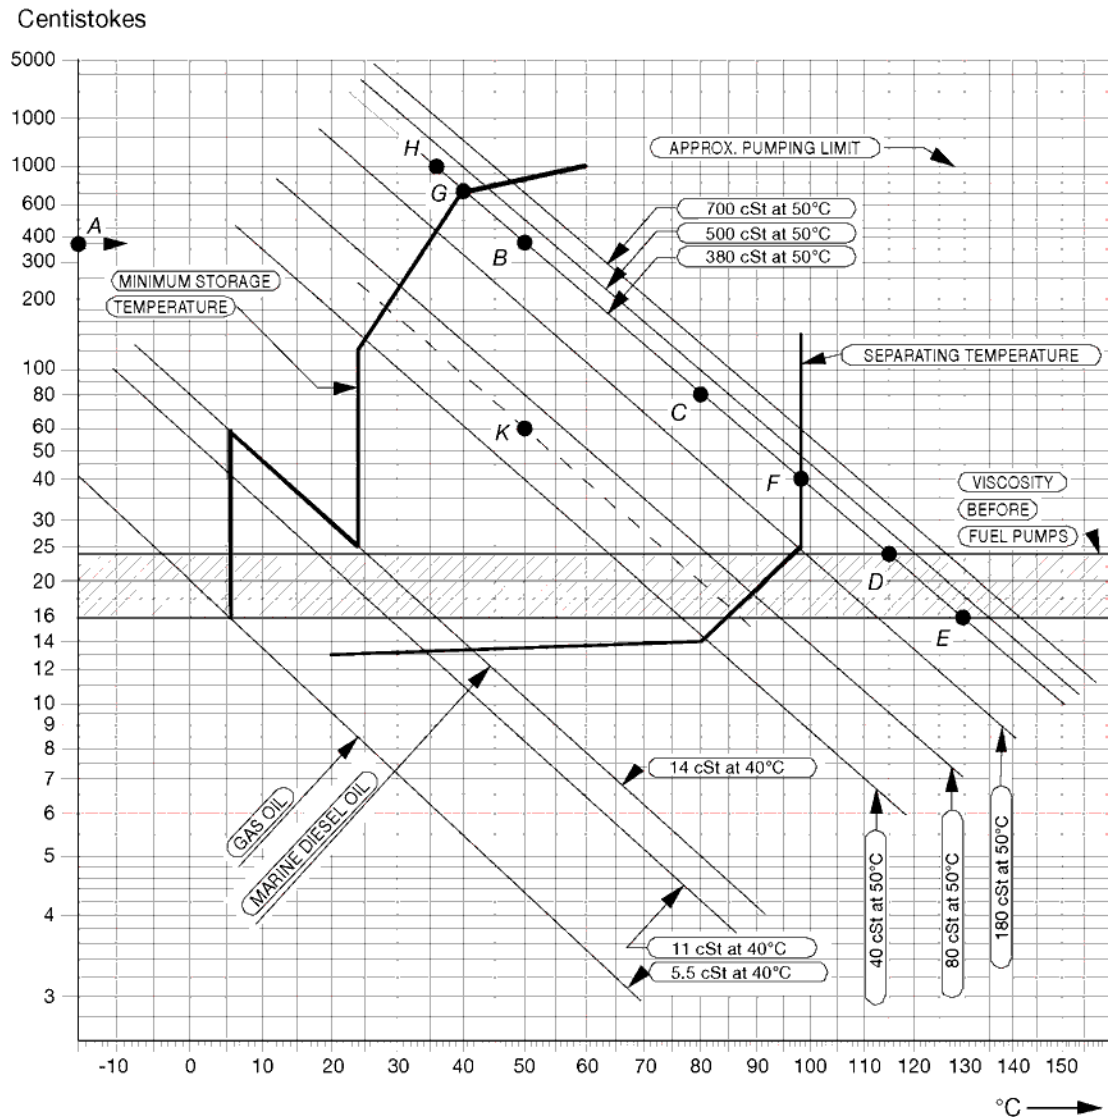 Centistokes
5000
1000
1000
600
400
300
200
100
80
60
50
40
30
25
20
16
14
12
10
9
8
7
6
5
4
3
A
H
G
B
C
K
F
D
E
APPROX. PUMPING LIMIT
700 cSt at 50°C
500 cSt at 50°C
380 cSt at 50°C
MINIMUM STORAGE
TEMPERATURE
SEPARATING TEMPERATURE
VISCOSITY
BEFORE
FUEL PUMPS
GAS OIL
MARINE DIESEL OIL
14 cSt at 40°C
11 cSt at 40°C
5.5 cSt at 40°C
40 cSt at 50°C
80 cSt at 50°C
180 cSt at 50°C
-10 0 10 20 30 40 50 60 70 80 90 100 110 120 130 140 150
°C